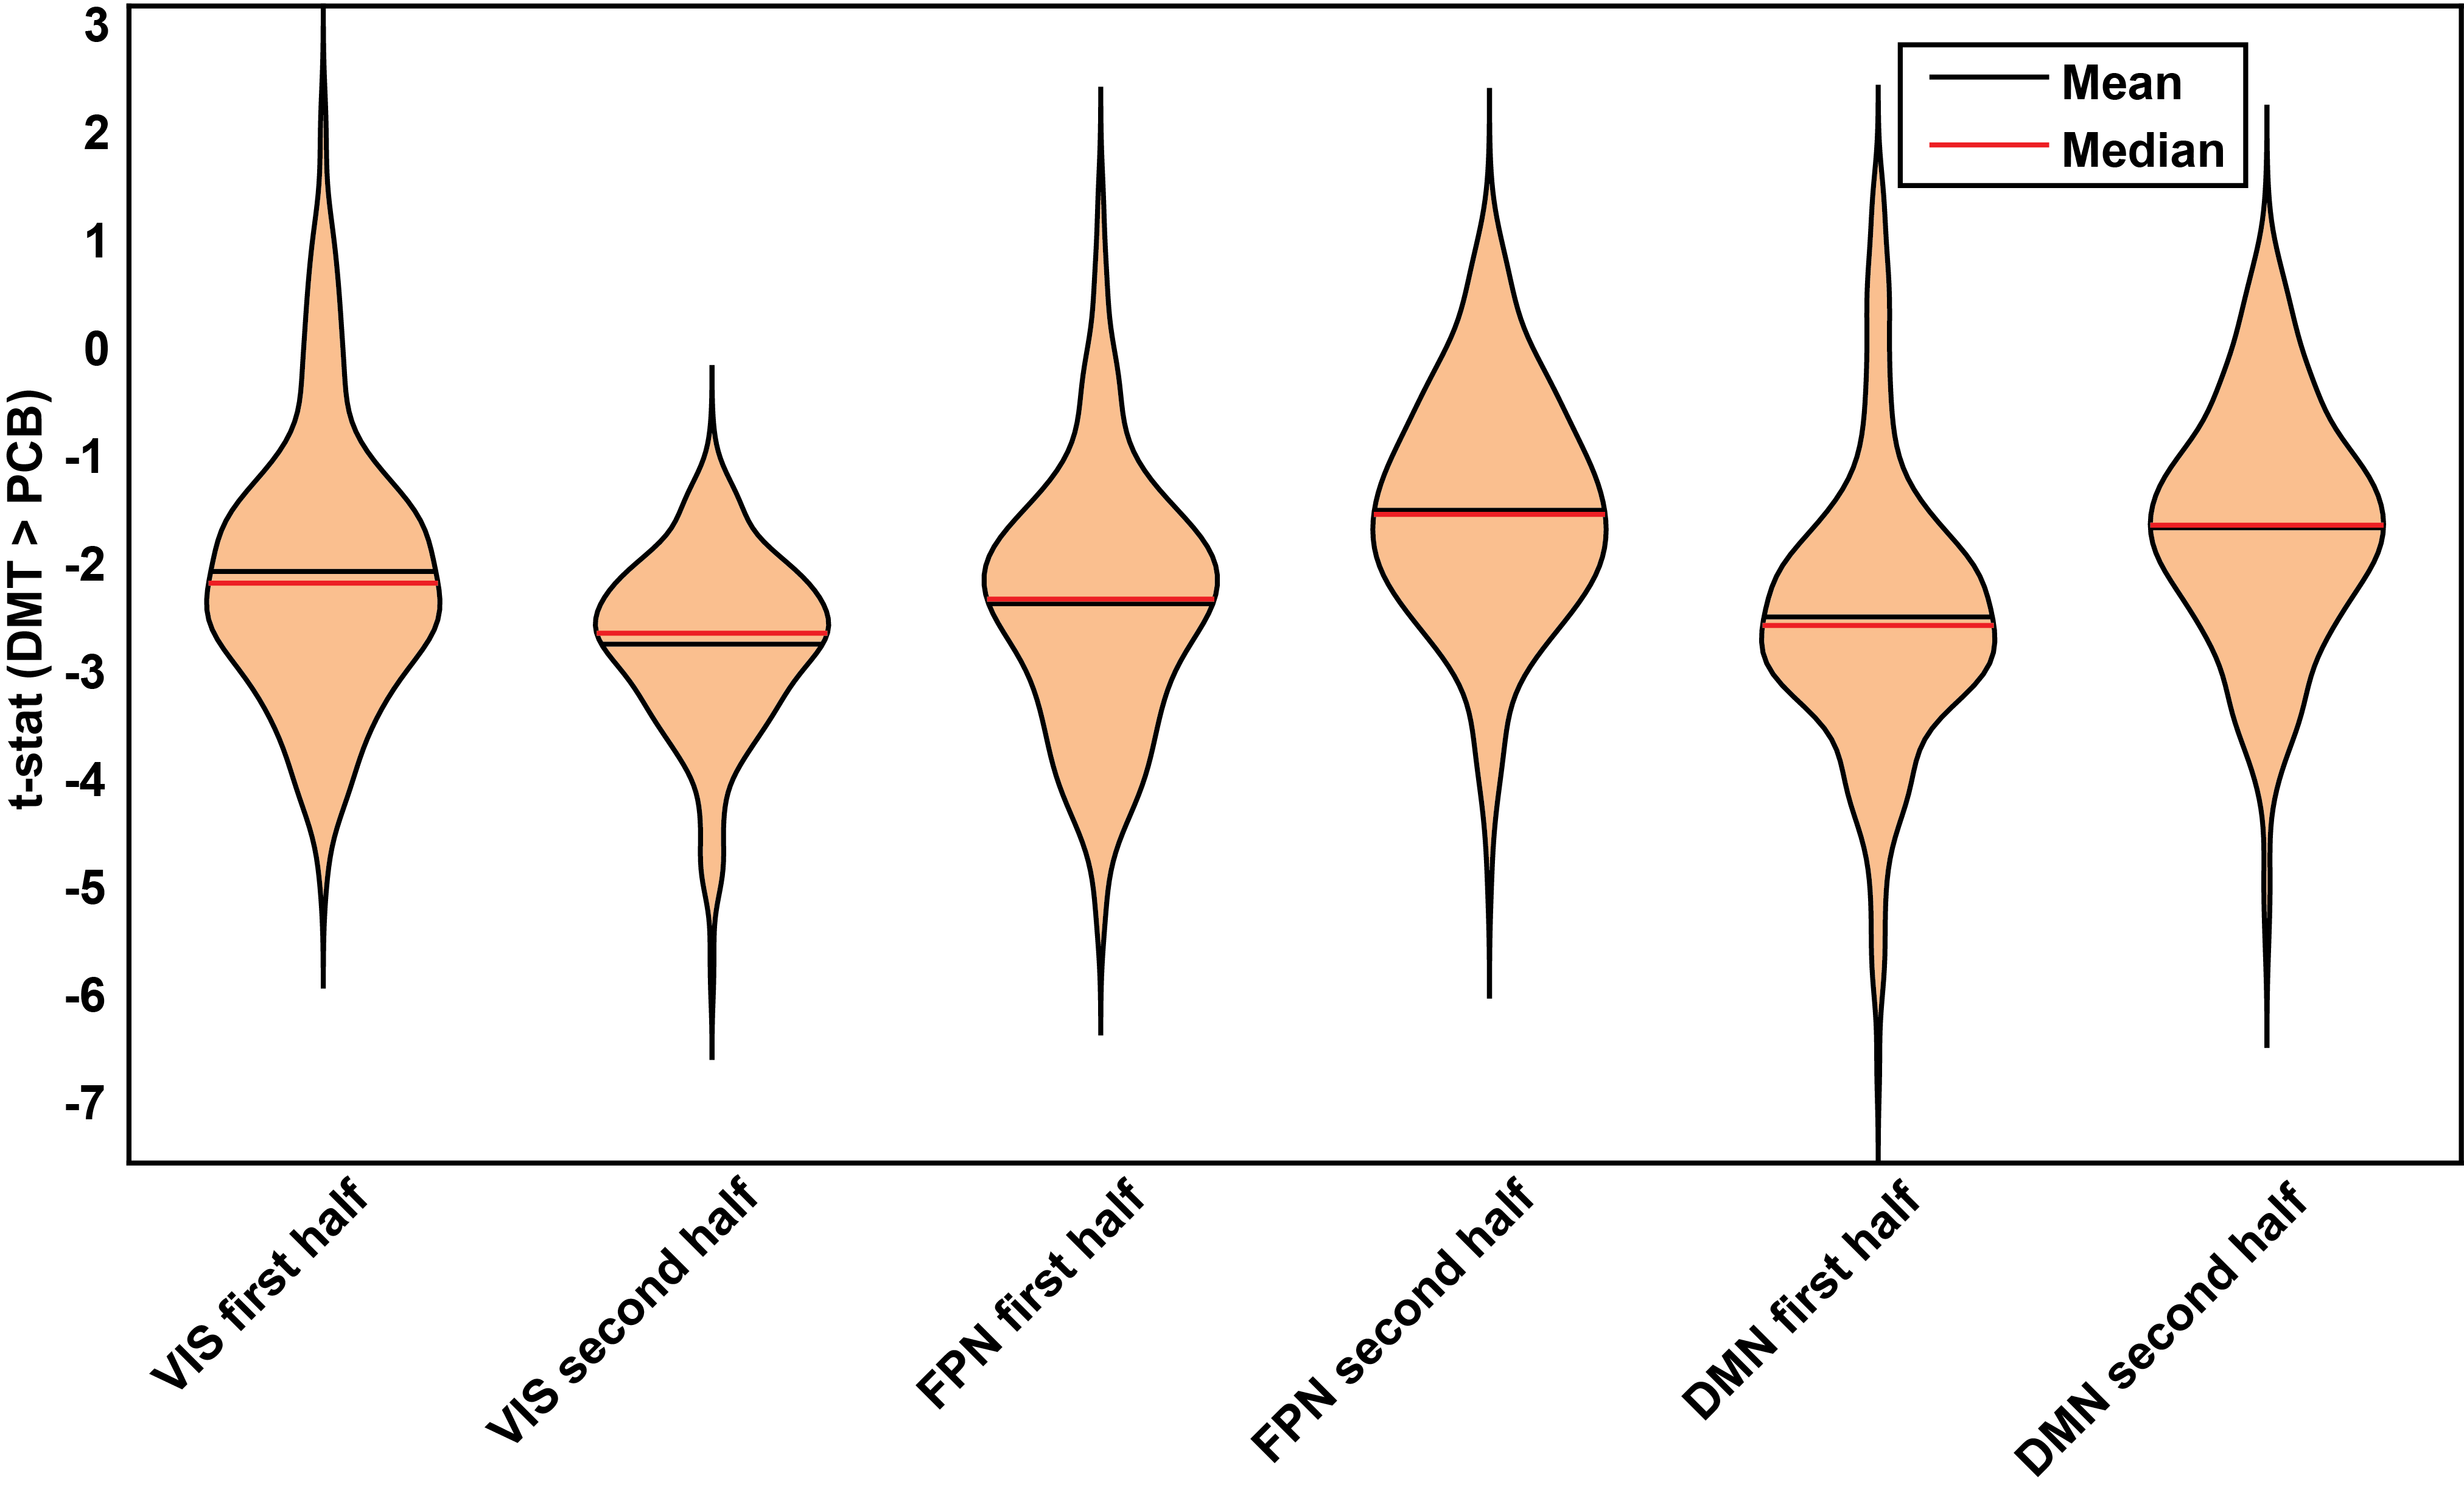 3
2
1
0
-1
-2
-3
-4
-5
-6
-7
t-stat (DMT > PCB)
Mean
Median
VIS first half
VIS second half
FPN first half
FPN second half
DMN first half
DMN second half